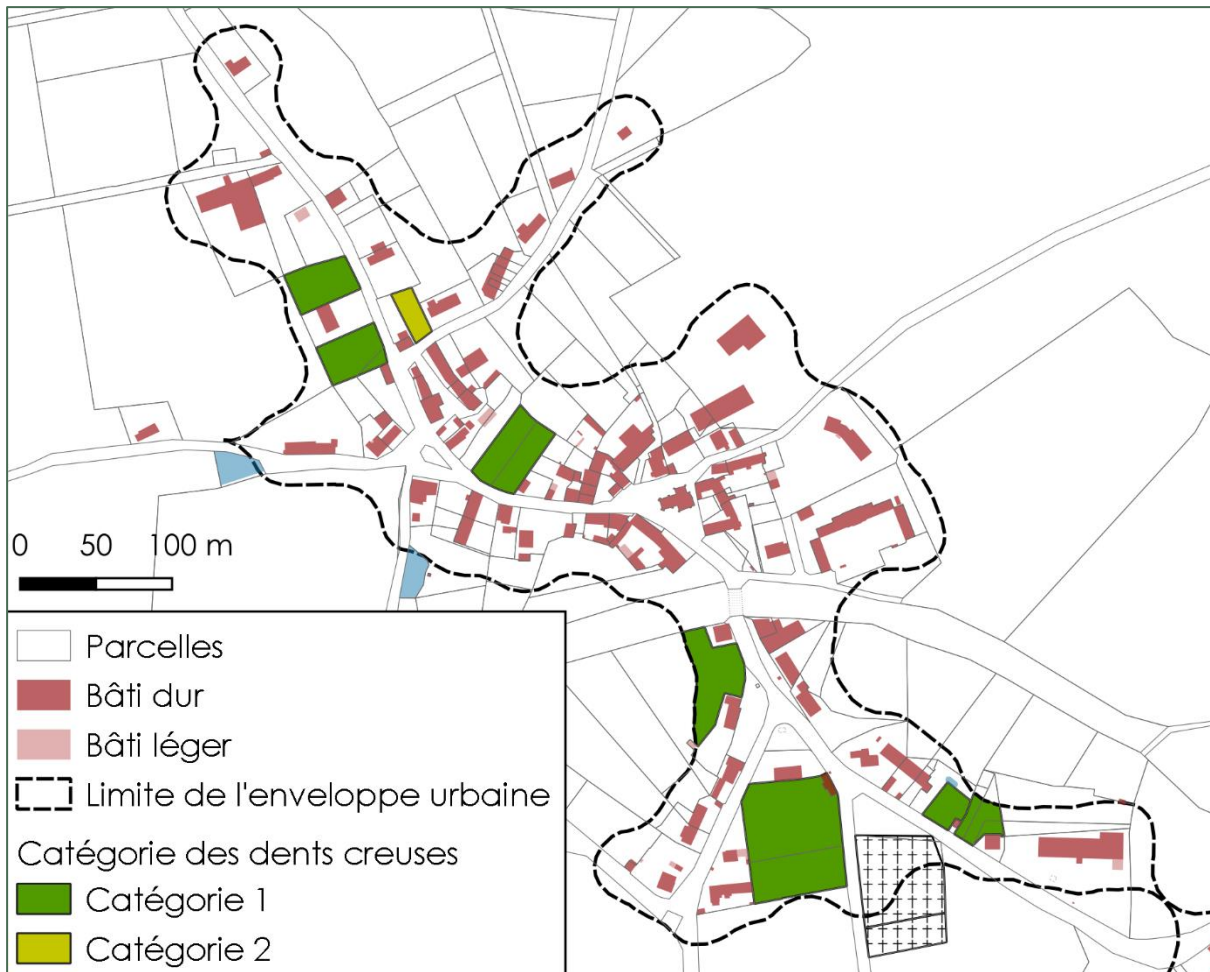 0 50 100 m
Parcelles
Bâti dur
Bâti léger
Limite de l'enveloppe urbaine
Catégorie des dents creuses
Catégorie 1
Catégorie 2